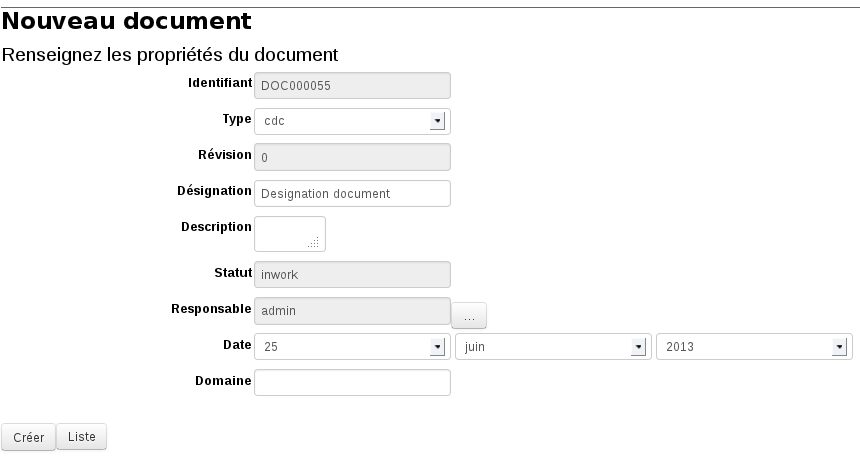 Nouveau document
Renseignez les propriétés du document
Identifiant DOC000055
Type cdc
Révision 0
Désignation Designation document
Description
Statut inwork
Responsable admin ...
Date 25 juin 2013
Domaine
Créer Liste